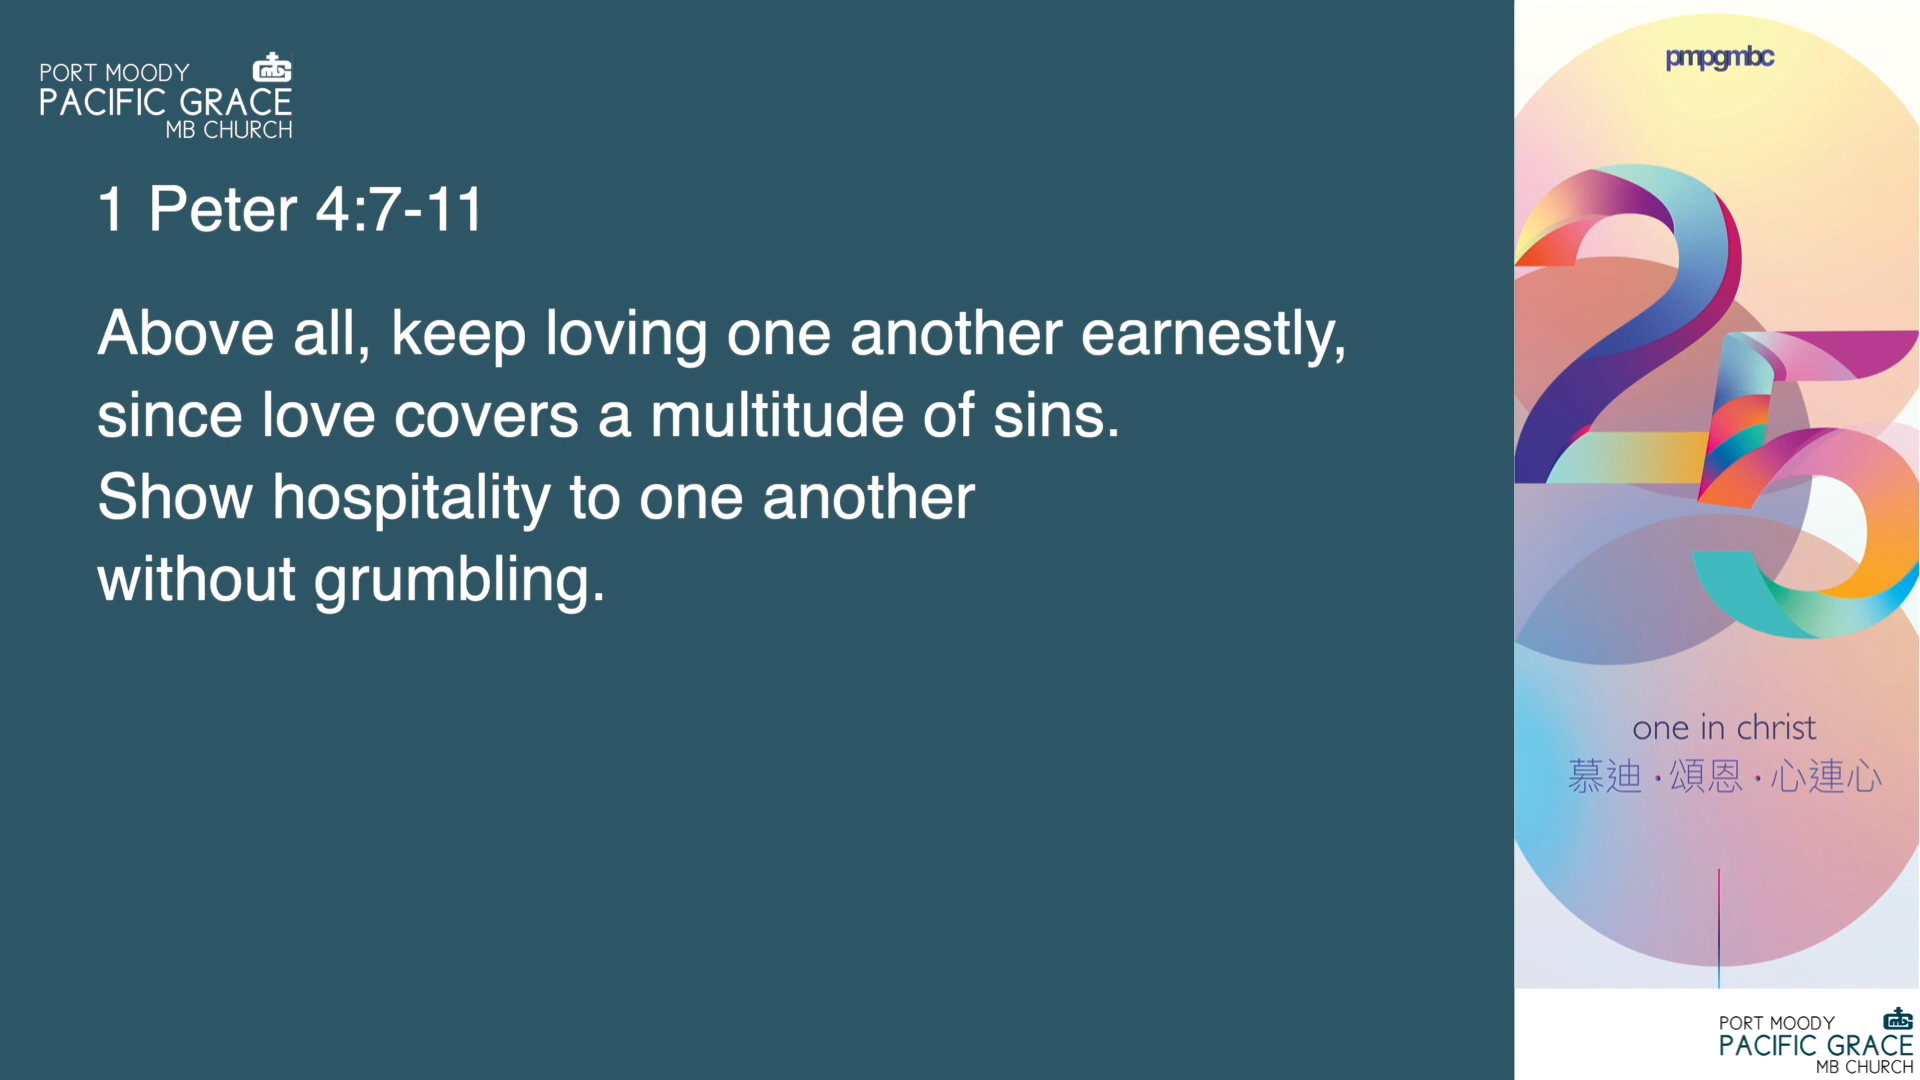 PORT MOODY
PACIFIC GRACE
MB CHURCH
1 Peter 4:7-11
Above all, keep loving one another earnestly,
since love covers a multitude of sins.
Show hospitality to one another
without grumbling.
pmpgmbc
25
one in christ
慕迪·頌恩·心連心
PORT MOODY
PACIFIC GRACE
MB CHURCH